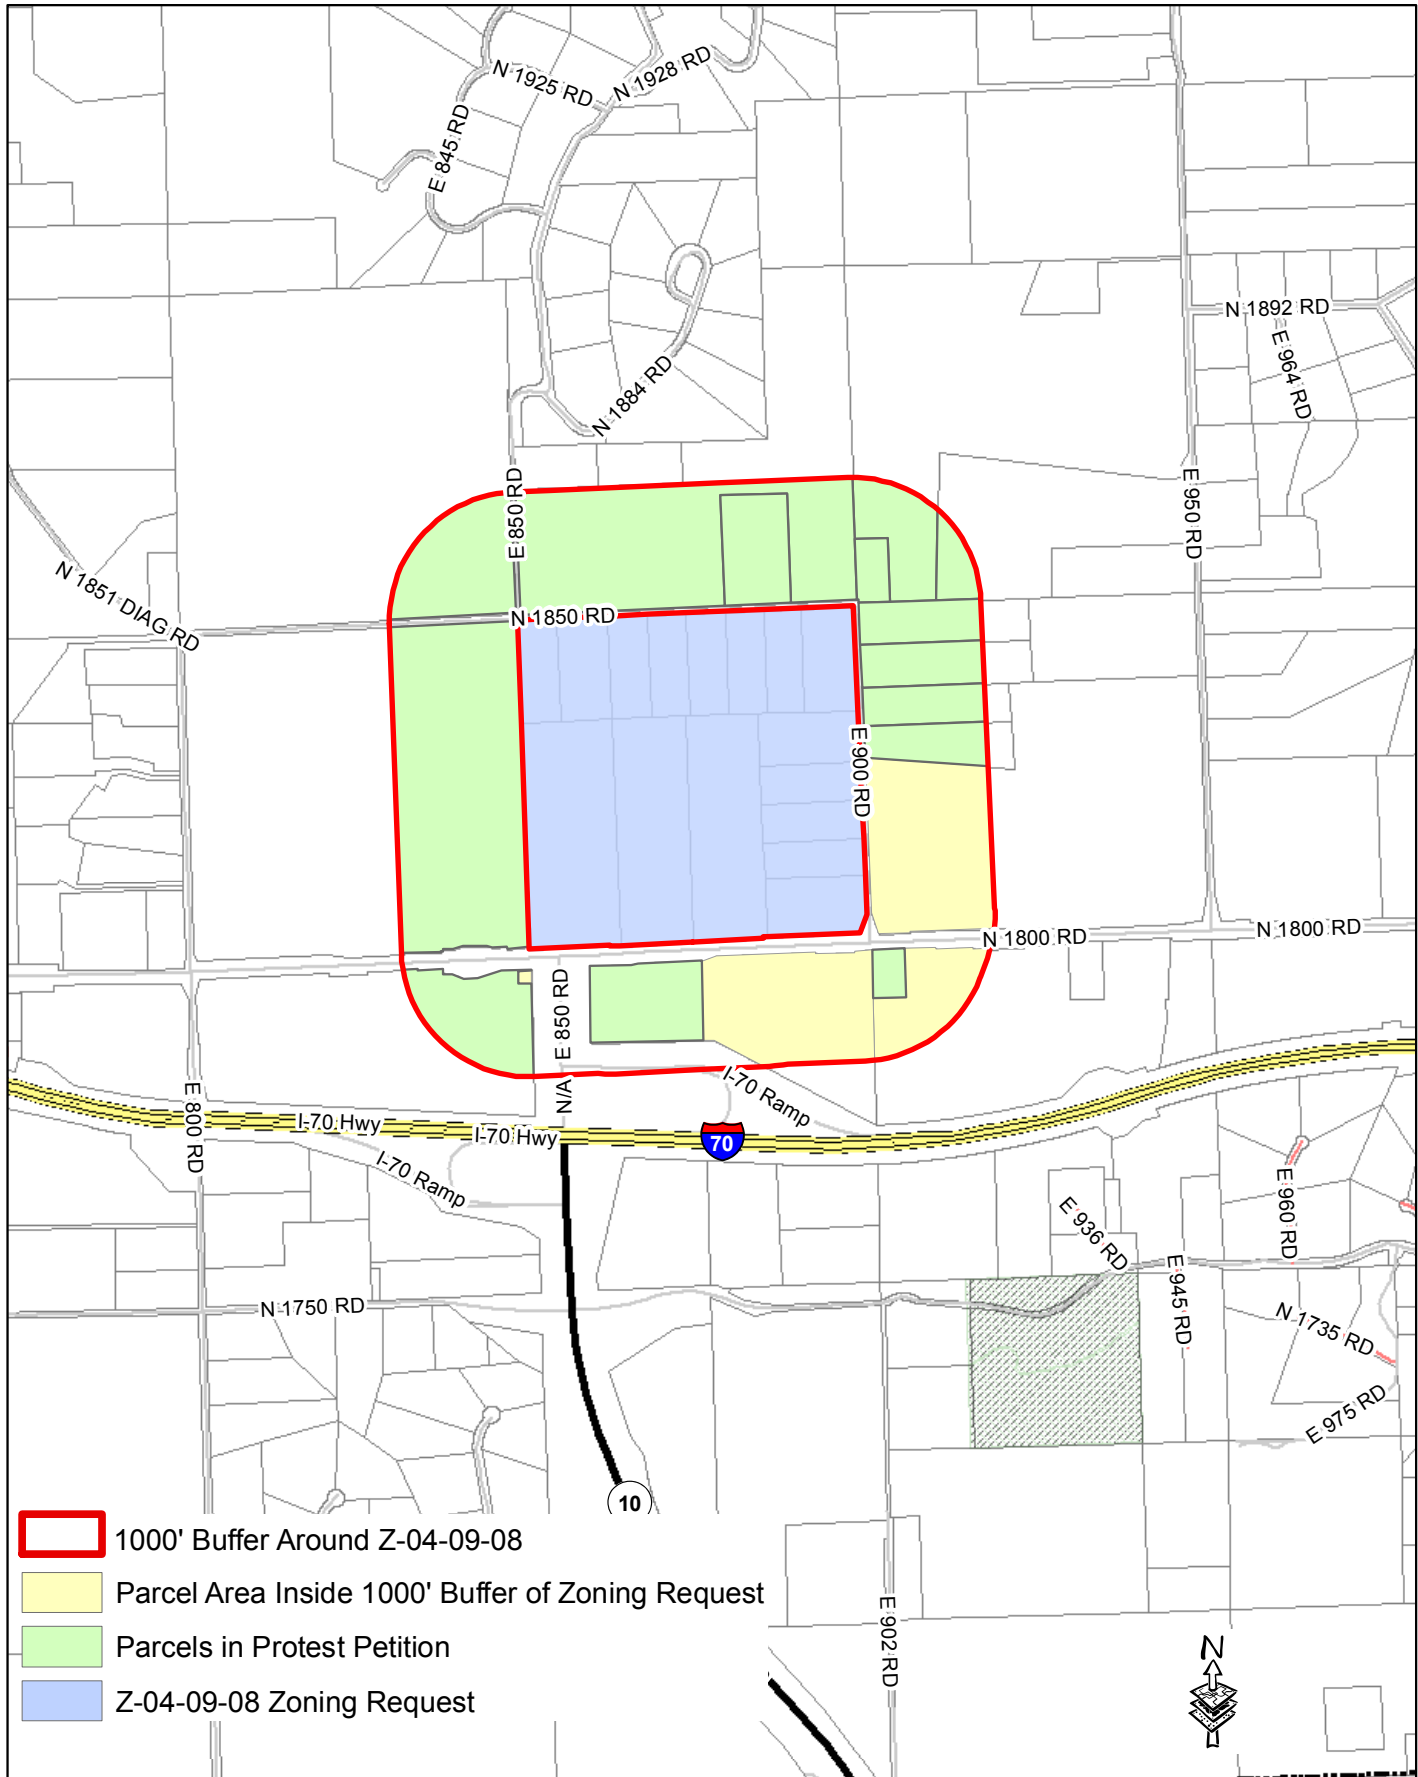 N 1925 RD
N 1928 RD
E 845 RD
N 1892 RD
E 964 RD
N 1884 RD
E 850 RD
E 950 RD
N 1851 DIAG RD
N 1850 RD
E 900 RD
N 1800 RD
N 1800 RD
E 850 RD
N/A
E 800 RD
I-70 Ramp
I-70 Hwy
I-70 Hwy
70
I-70 Ramp
E 936 RD
E 960 RD
E 945 RD
N 1750 RD
N 1735 RD
E 975 RD
10
1000' Buffer Around Z-04-09-08
Parcel Area Inside 1000' Buffer of Zoning Request
Parcels in Protest Petition
Z-04-09-08 Zoning Request
E 902 RD
N